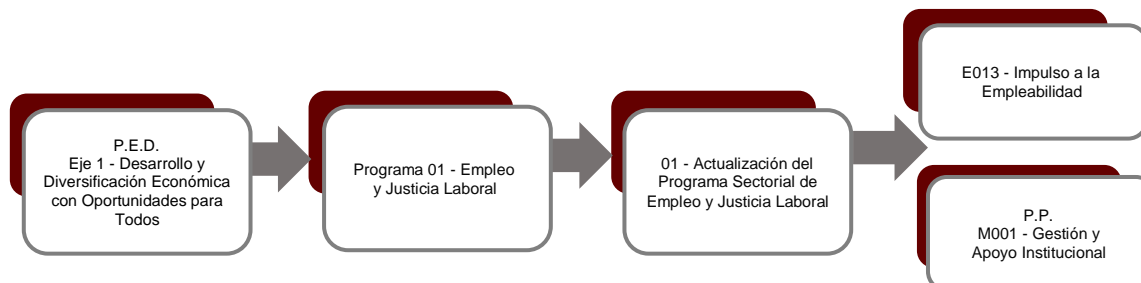 P.E.D.
Eje 1 - Desarrollo y
Diversificación Económica
con Oportunidades para
Todos
Programa 01 - Empleo
y Justicia Laboral
01 - Actualización del
Programa Sectorial de
Empleo y Justicia Laboral
E013 - Impulso a la
Empleabilidad
P.P.
M001 - Gestión y
Apoyo Institucional